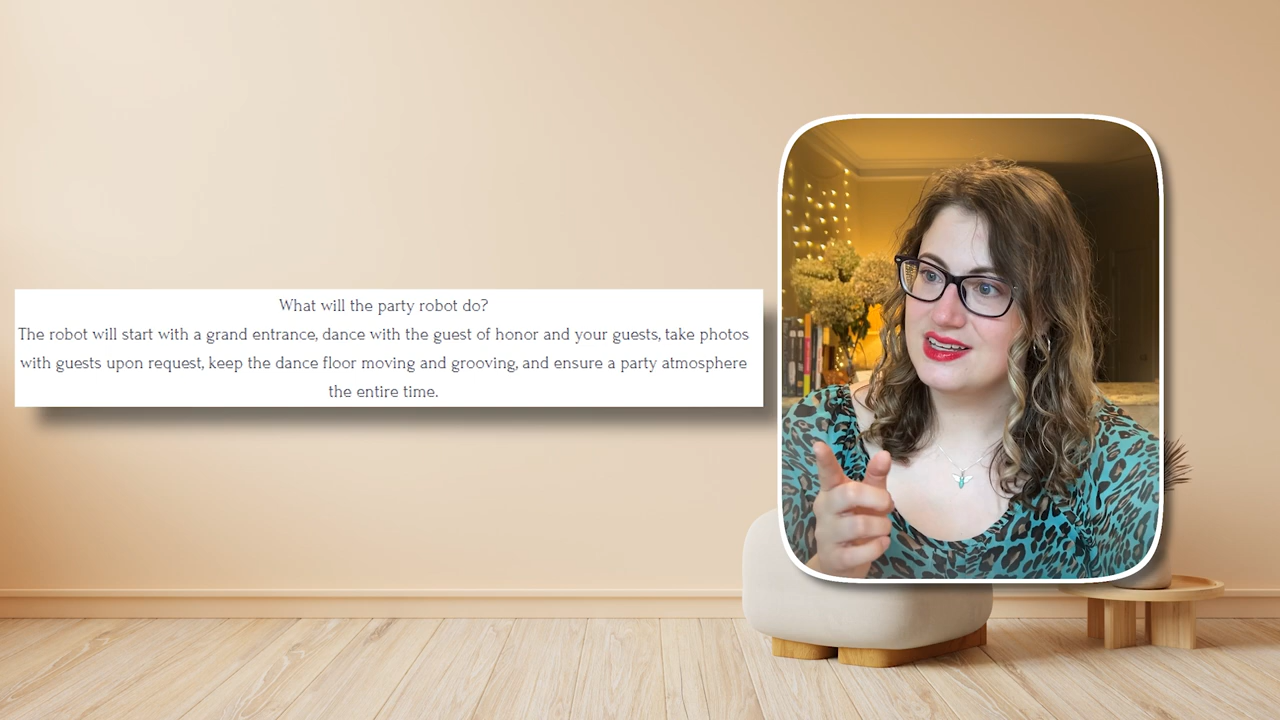 What will the party robot do?
The robot will start with a grand entrance, dance with the guest of honor and your guests, take photos
with guests upon request, keep the dance floor moving and grooving, and ensure a party atmosphere
the entire time.